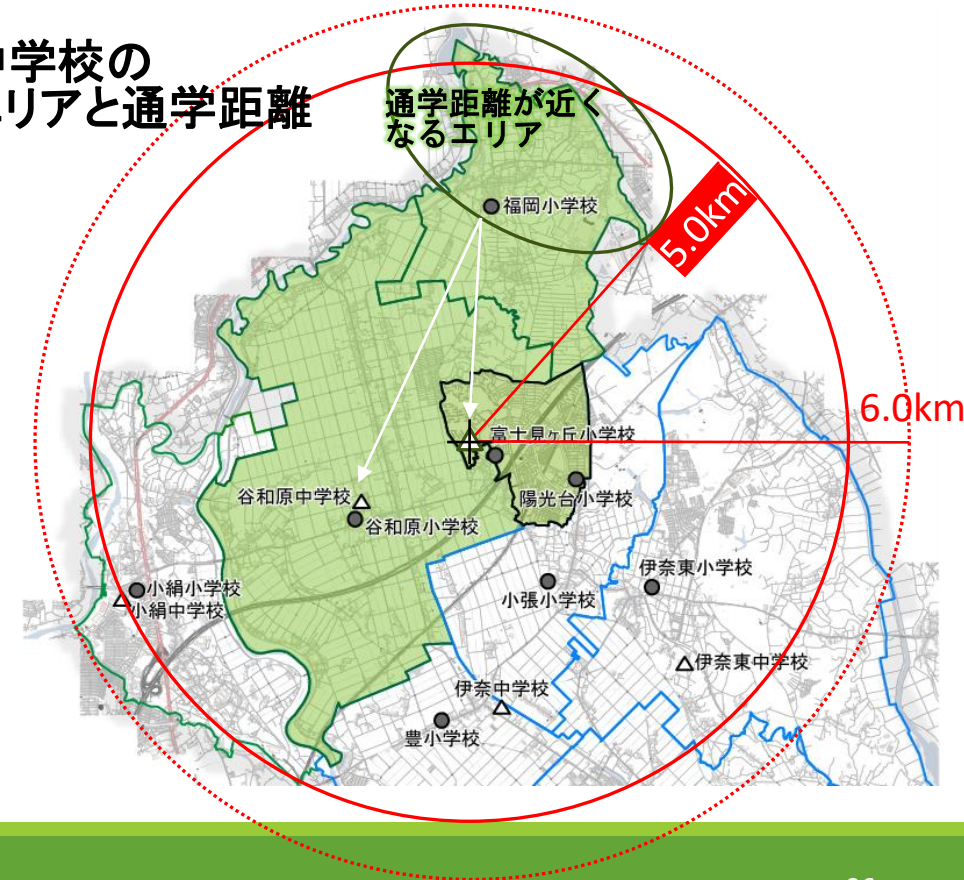 中学校の
エリアと通学距離
通学距離が近く
なるエリア
福岡小学校
5.0km
6.0km
富士見ヶ丘小学校
陽光台小学校
谷和原中学校
谷和原小学校
小絹小学校
小絹中学校
伊奈東小学校
小張小学校
伊奈東中学校
伊奈中学校
豊小学校